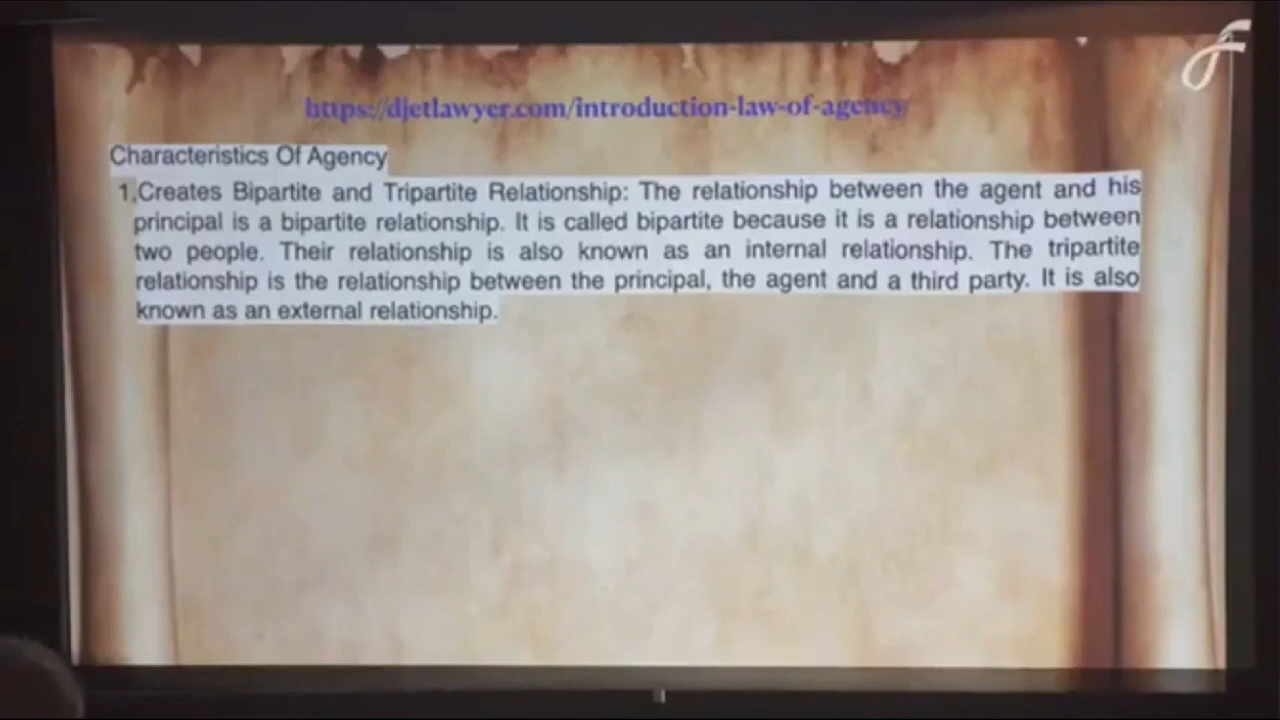 https://djetlawyer.com/introduction-law-of-agency/
Characteristics Of Agency
1.Creates Bipartite and Tripartite Relationship: The relationship between the agent and his
principal is a bipartite relationship. It is called bipartite because it is a relationship between
two people. Their relationship is also known as an internal relationship. The tripartite
relationship is the relationship between the principal, the agent and a third party. It is also
known as an external relationship.